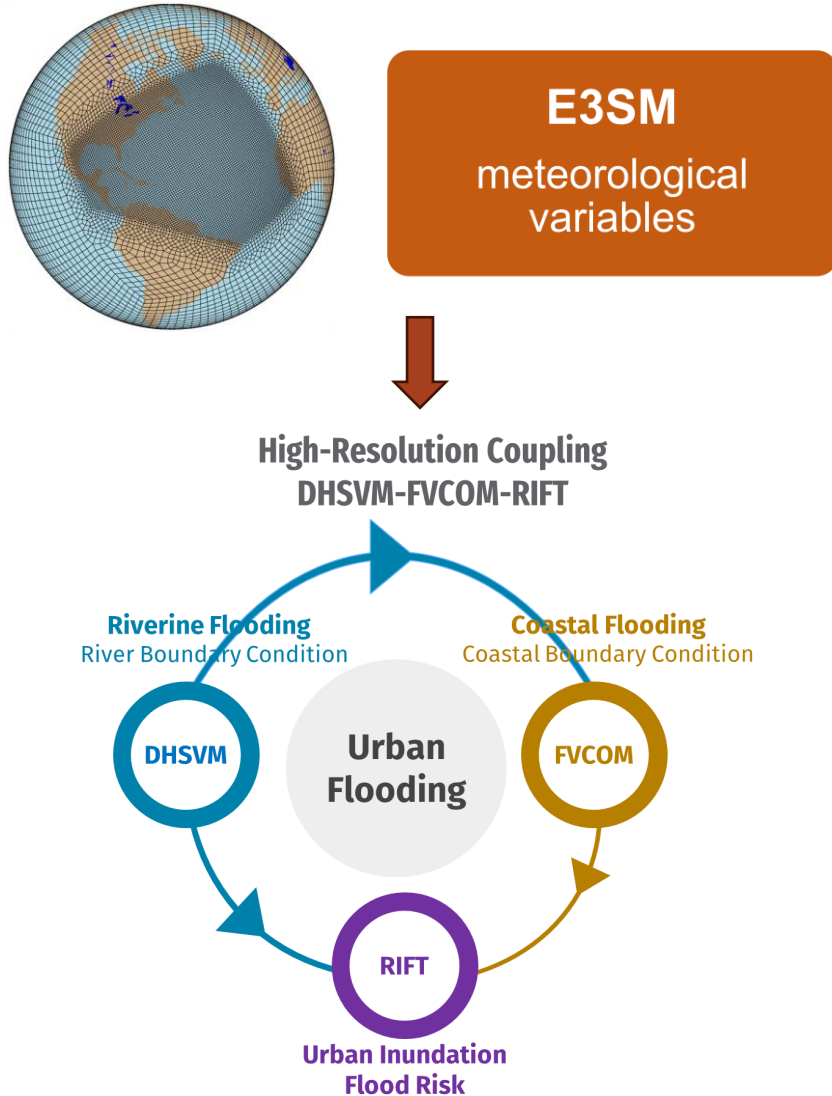 E3SM
meteorological
variables
High-Resolution Coupling
DHSVM-FVCOM-RIFT
Riverine Flooding
River Boundary Condition
Coastal Flooding
Coastal Boundary Condition
DHSVM
Urban
Flooding
FVCOM
RIFT
Urban Inundation
Flood Risk